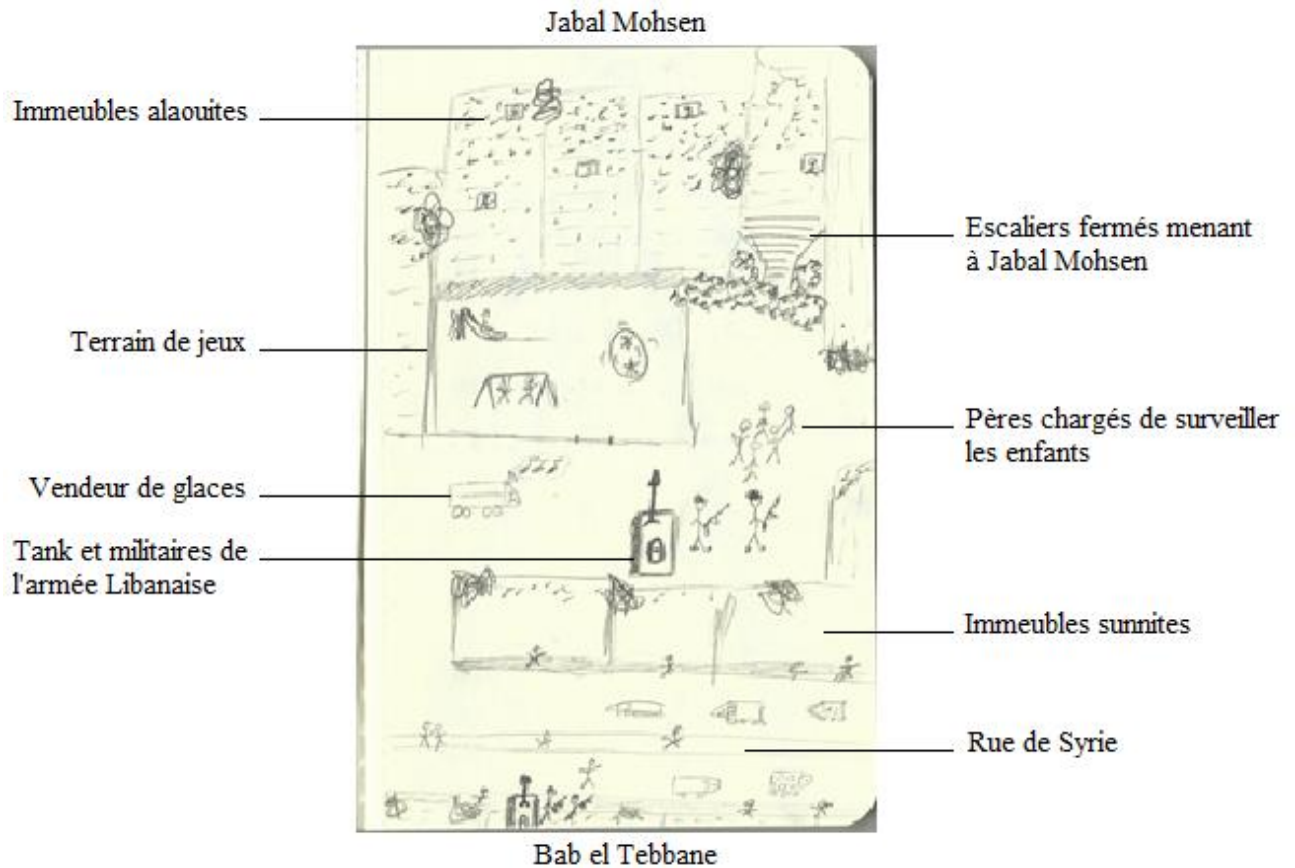 Jabal Mohsen
Immeubles alaouites
Escaliers fermés menant
à Jabal Mohsen
Terrain de jeux
Pères chargés de surveiller
les enfants
Vendeur de glaces
Tank et militaires de
l'armée Libanaise
Immeubles sunnites
Rue de Syrie
Bab el Tebbane